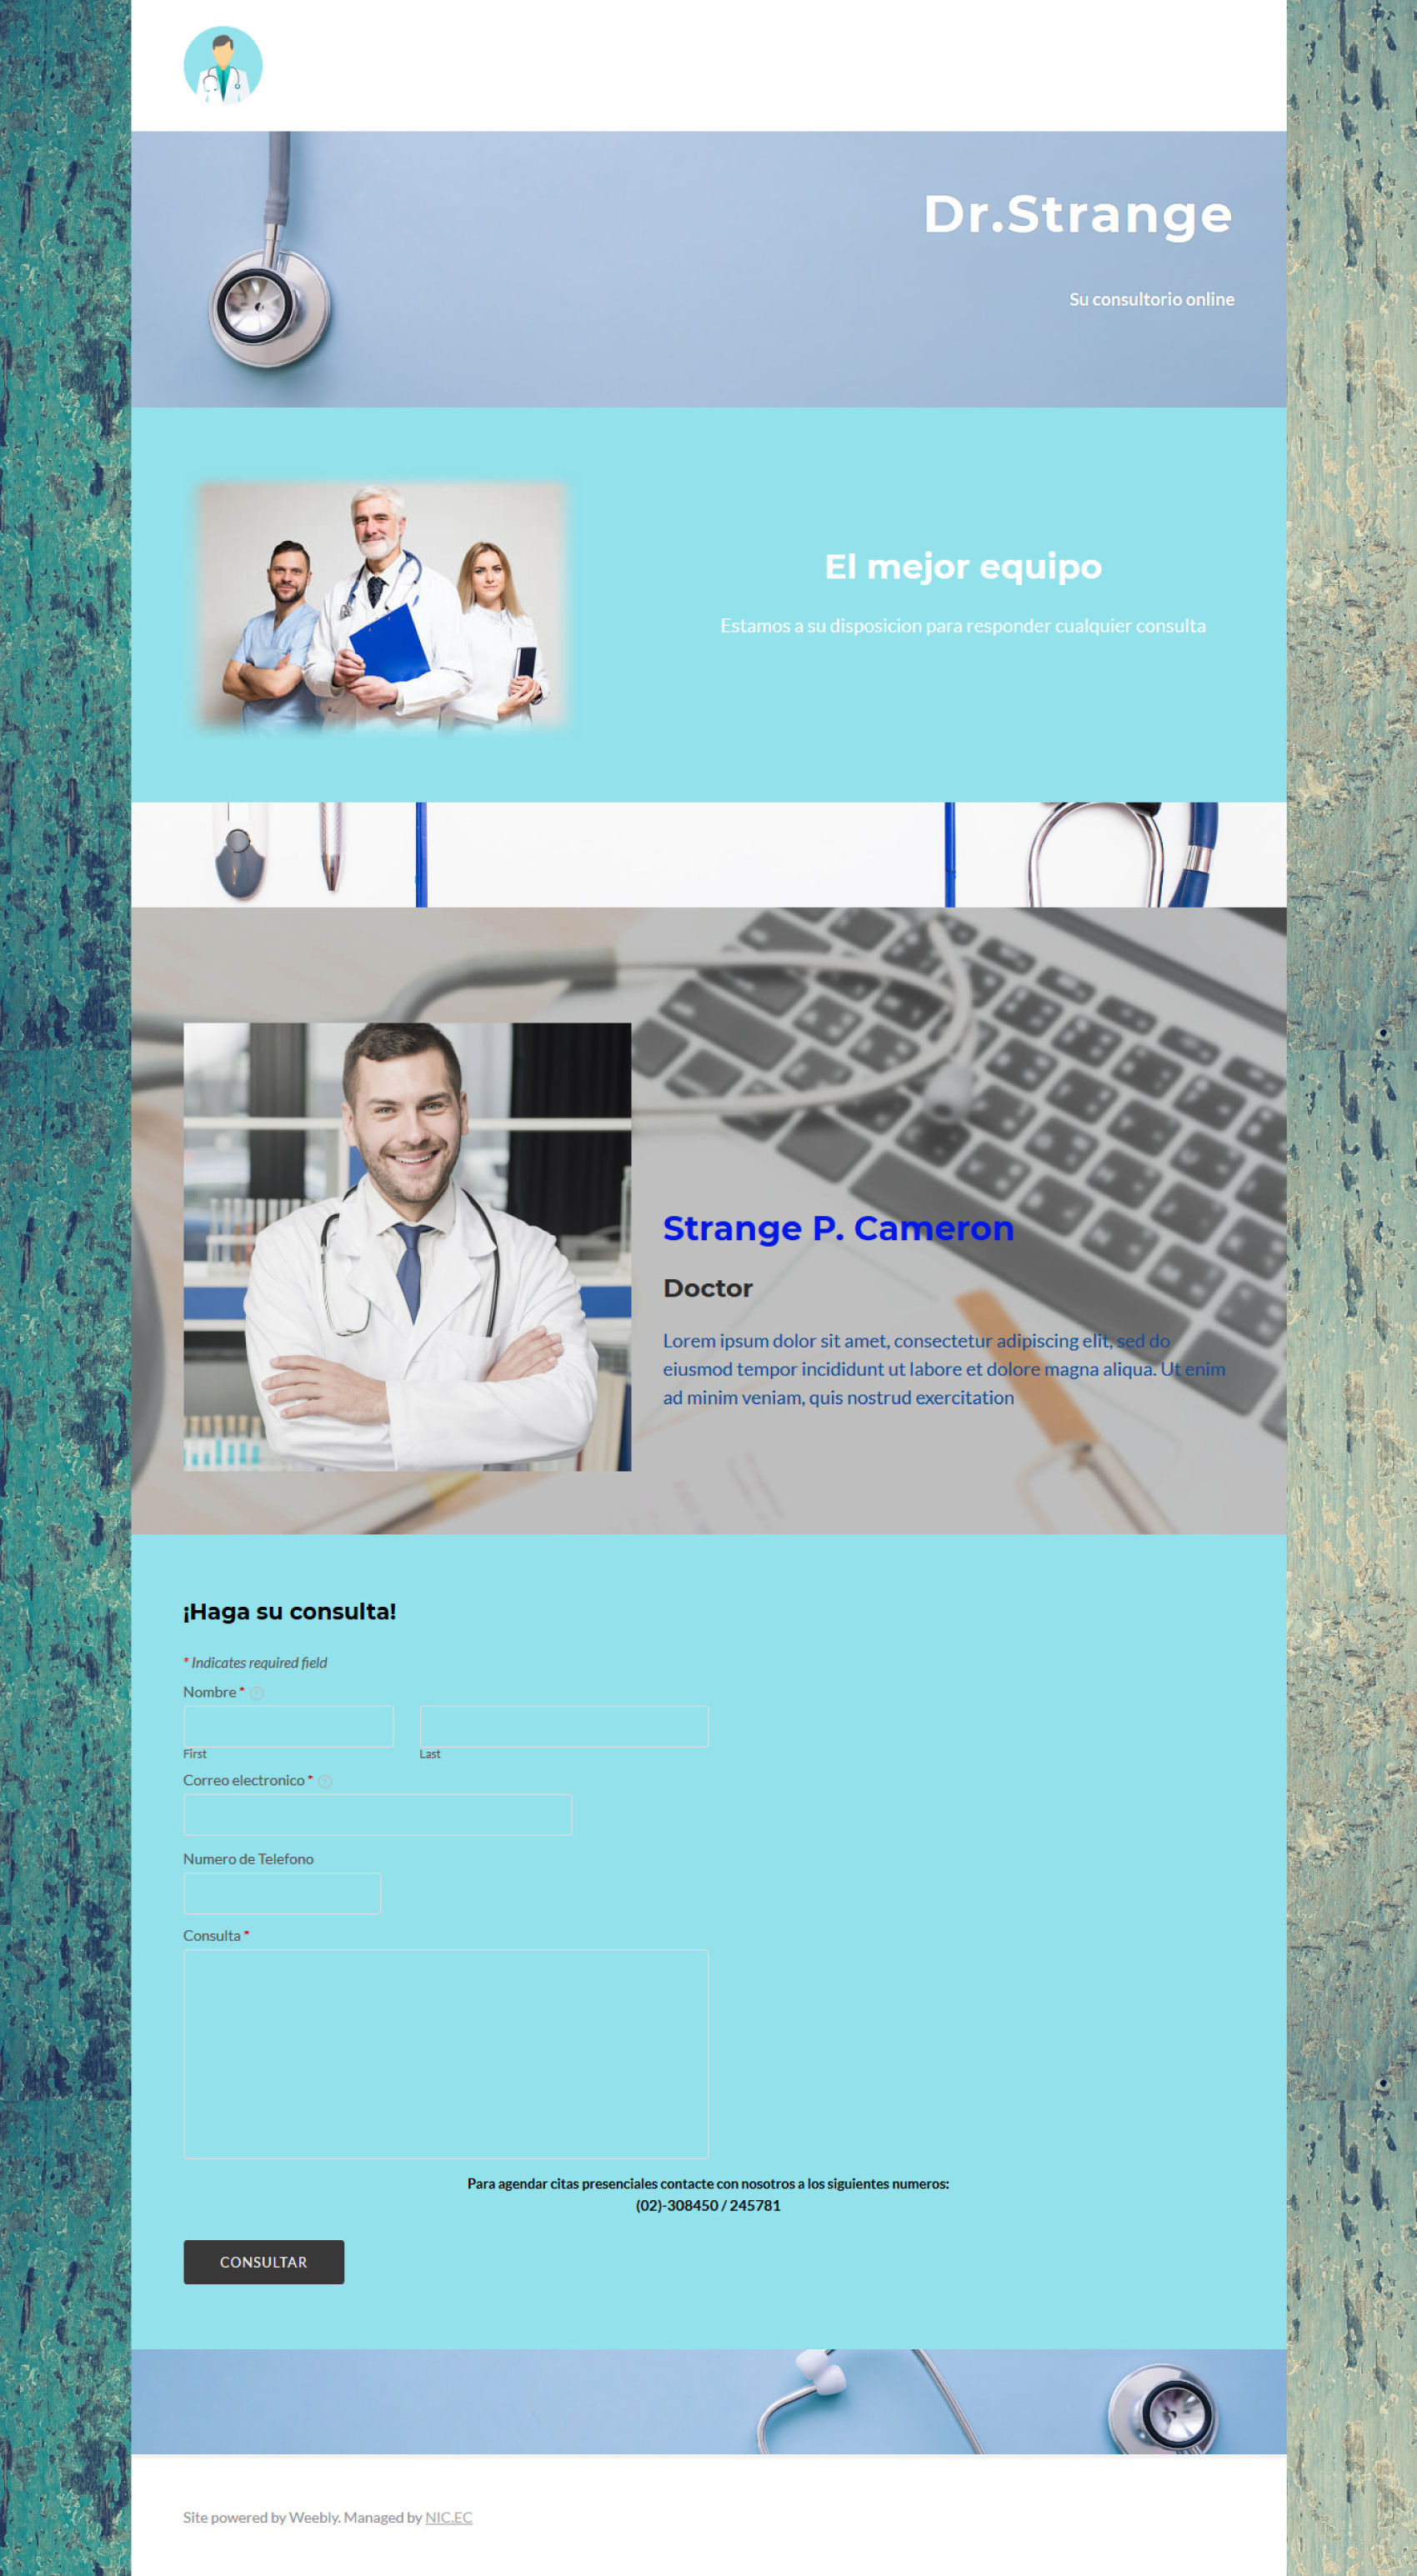 Dr.Strange
Su consultorio online
El mejor equipo
Estamos a su disposicion para responder cualquier consulta
Strange P. Cameron
Doctor
Lorem ipsum dolor sit amet, consectetur adipiscing elit, sed do
eiusmod tempor incididunt ut labore et dolore magna aliqua. Ut enim
ad minim veniam, quis nostrud exercitation
¡Haga su consulta!
* Indicates required field
Nombre *
First Last
Correo electronico *
Numero de Telefono
Consulta *
Para agendar citas presenciales contacte con nosotros a los siguientes numeros:
(02)-308450 / 245781
CONSULTAR
Site powered by Weebly. Managed by NIC.EC